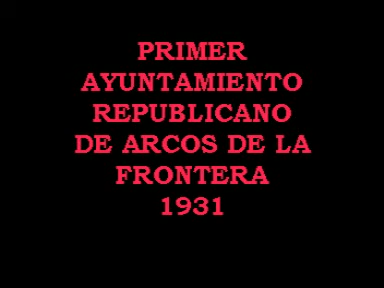 PRIMER
AYUNTAMIENTO
REPUBLICANO
DE ARCOS DE LA
FRONTERA
1931